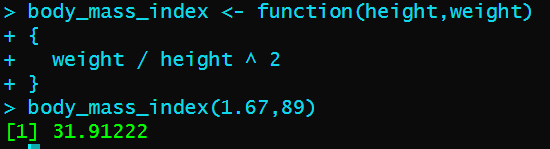 > body_mass_index <- function(height,weight)
+ {
+   weight / height ^ 2
+ }
> body_mass_index(1.67,89)
[1] 31.91222